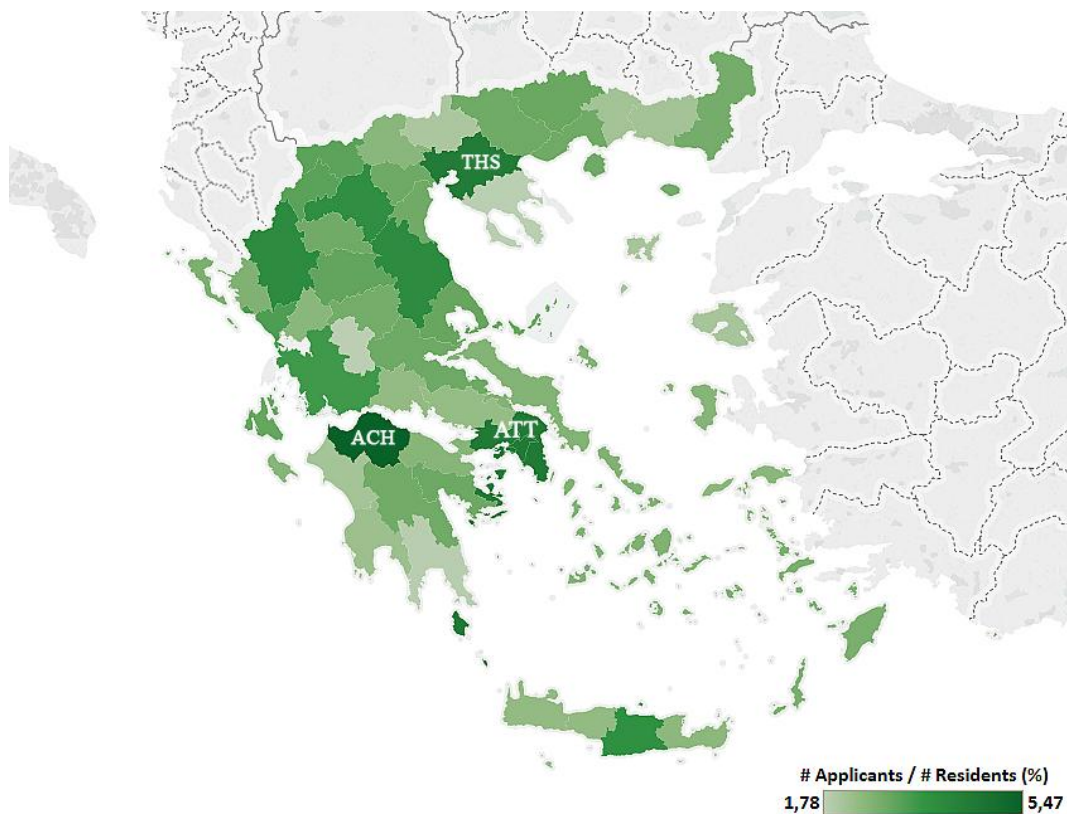 THS
ACH
ATT
# Applicants / # Residents (%)
1,78 5,47